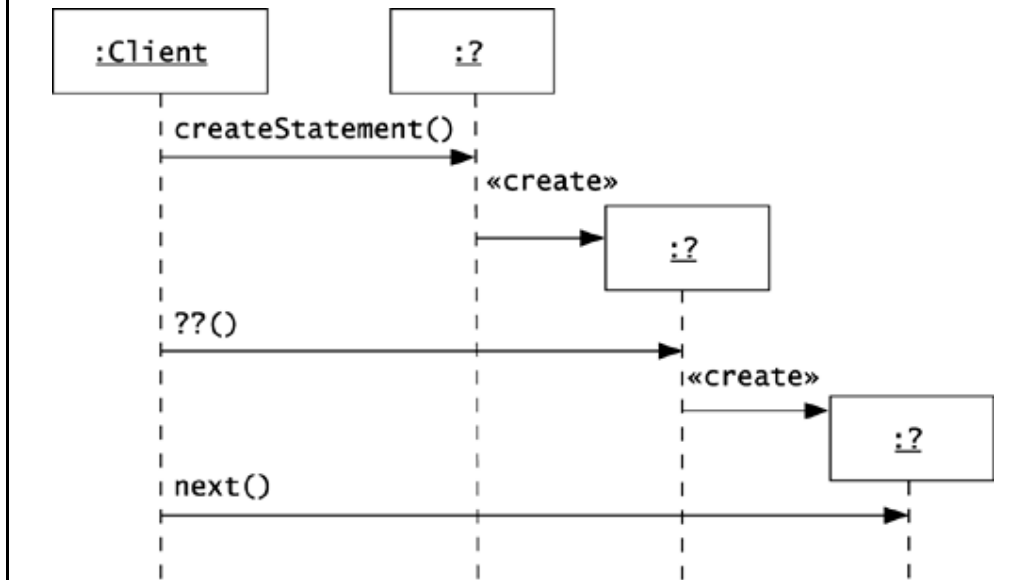 :Client
:?
createStatement()
«create»
:?
??()
«create»
:?
next()